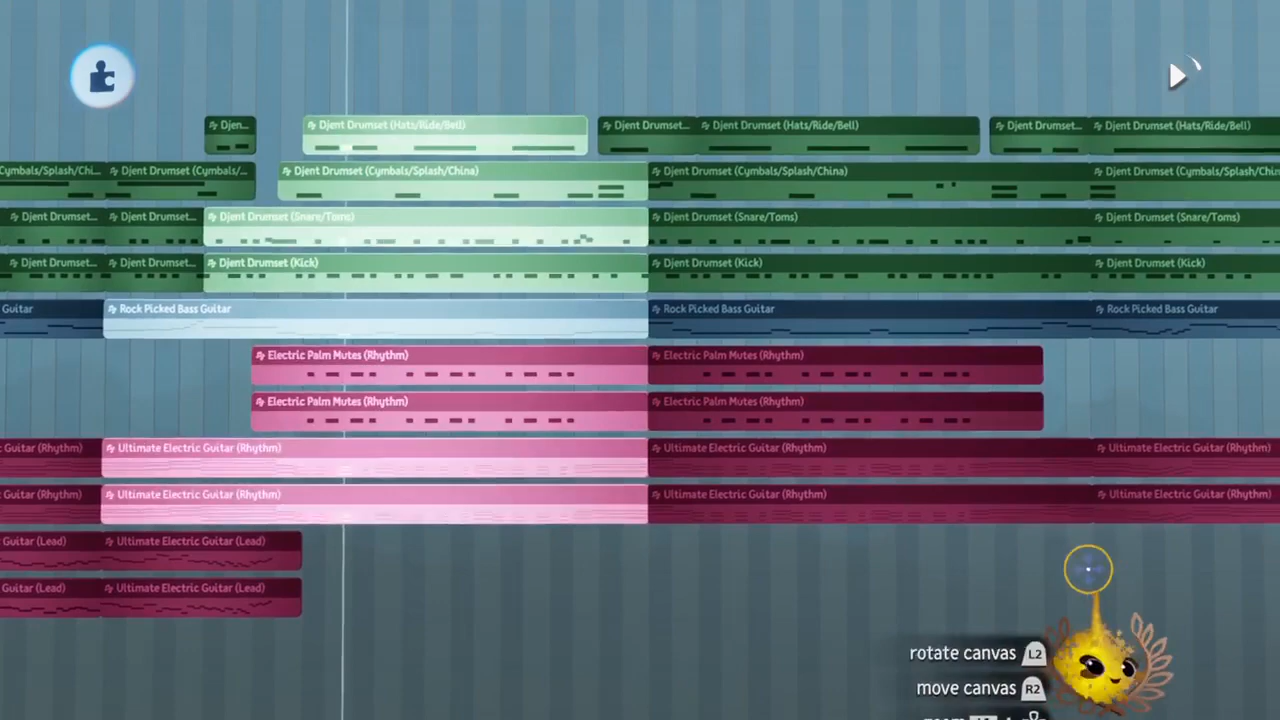 Djen... Djent Drumset (Hats/Ride/Bell) Djent Drumset... Djent Drumset (Hats/Ride/Bell) Djent Drumset... Djent Drumset (Hats/Ride/Bell)
Cymbals/Splash/Chi... Djent Drumset (Cymbals/... Djent Drumset (Cymbals/Splash/China) Djent Drumset (Cymbals/Splash/China) Djent Drumset (Cymbals/Splash/Chin
Djent Drumset... Djent Drumset... Djent Drumset (Snare/Toms) Djent Drumset (Snare/Toms) Djent Drumset (Snare/Toms)
Djent Drumset... Djent Drumset... Djent Drumset (Kick) Djent Drumset (Kick) Djent Drumset (Kick)
Guitar Rock Picked Bass Guitar Rock Picked Bass Guitar Rock Picked Bass Guitar
Electric Palm Mutes (Rhythm) Electric Palm Mutes (Rhythm)
Electric Palm Mutes (Rhythm) Electric Palm Mutes (Rhythm)
c Guitar (Rhythm) Ultimate Electric Guitar (Rhythm) Ultimate Electric Guitar (Rhythm) Ultimate Electric Guitar (Rhythm)
c Guitar (Rhythm) Ultimate Electric Guitar (Rhythm) Ultimate Electric Guitar (Rhythm) Ultimate Electric Guitar (Rhythm)
Guitar (Lead) Ultimate Electric Guitar (Lead)
Guitar (Lead) Ultimate Electric Guitar (Lead)
rotate canvas L2
move canvas R2